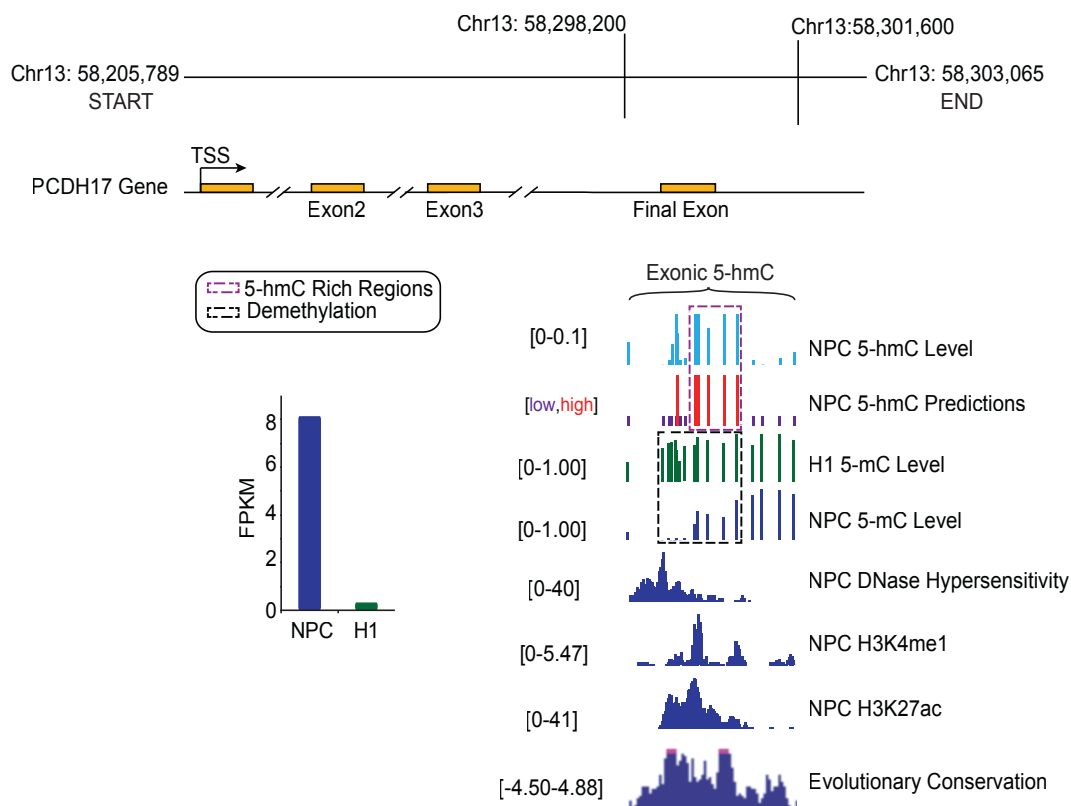 Chr13: 58,298,200
Chr13:58,301,600
Chr13: 58,205,789
START
Chr13: 58,303,065
END
TSS
PCDH17 Gene
Exon2
Exon3
Final Exon
5-hmC Rich Regions
Demethylation
Exonic 5-hmC
[0-0.1]
NPC 5-hmC Level
[low,high]
NPC 5-hmC Predictions
[0-1.00]
H1 5-mC Level
[0-1.00]
NPC 5-mC Level
[0-40]
NPC DNase Hypersensitivity
[0-5.47]
NPC H3K4me1
[0-41]
NPC H3K27ac
[-4.50-4.88]
Evolutionary Conservation
FPKM
8
6
4
2
0
NPC
H1